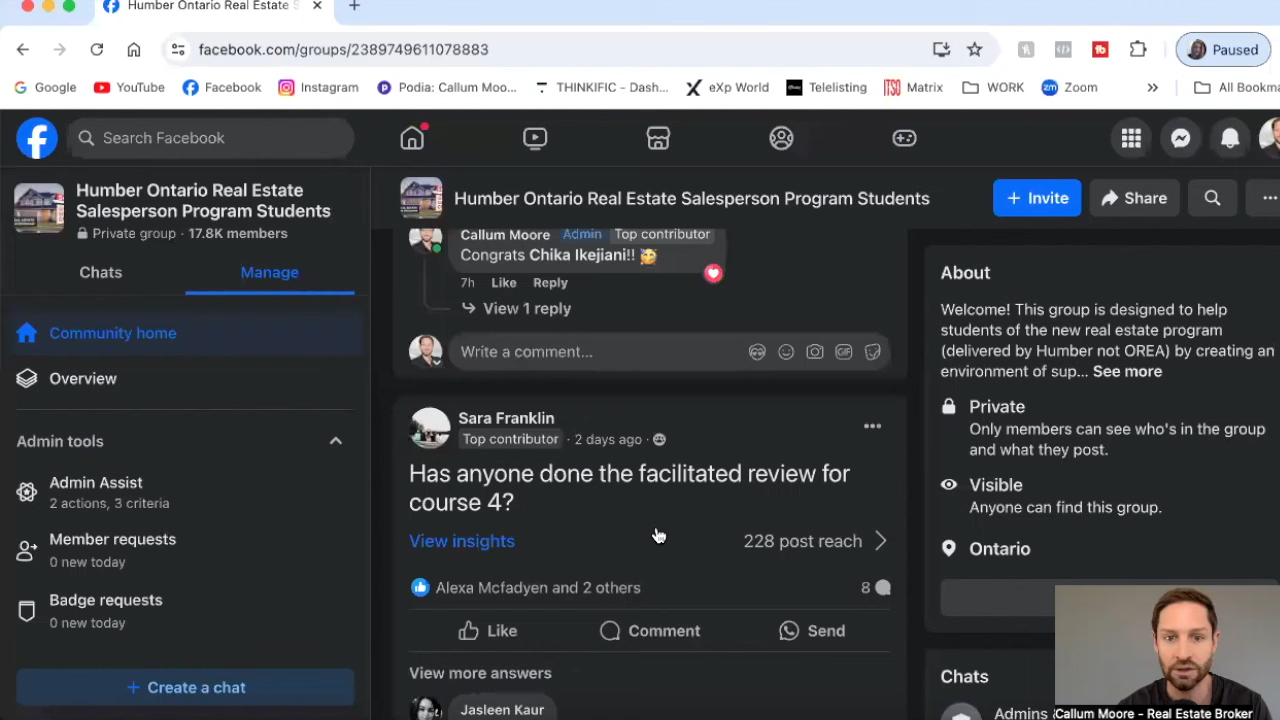 Humber Ontario Real Estate S
facebook.com/groups/2389749611078883
Paused
Google
YouTube
Facebook
Instagram
Podia: Callum Moo...
THINKIFIC – Dash...
eXp World
Telelisting
Matrix
WORK
Zoom
All Bookma
Search Facebook
Humber Ontario Real Estate
Salesperson Program Students
Private group · 17.8K members
Chats
Manage
Community home
Overview
Admin tools
Admin Assist
2 actions, 3 criteria
Member requests
0 new today
Badge requests
0 new today
+ Create a chat
Humber Ontario Real Estate Salesperson Program Students
+ Invite
Share
Callum Moore Admin Top contributor
Congrats Chika Ikejiani!! 🥰
7h Like Reply
View 1 reply
Write a comment...
GIF
Sara Franklin
Top contributor · 2 days ago ·
Has anyone done the facilitated review for
course 4?
View insights
228 post reach
Alexa Mcfadyen and 2 others
8
Like
Comment
Send
View more answers
Jasleen Kaur
About
Welcome! This group is designed to help
students of the new real estate program
(delivered by Humber not OREA) by creating an
environment of sup... See more
Private
Only members can see who's in the group
and what they post.
Visible
Anyone can find this group.
Ontario
Chats
Admins
Callum Moore - Real Estate Broker